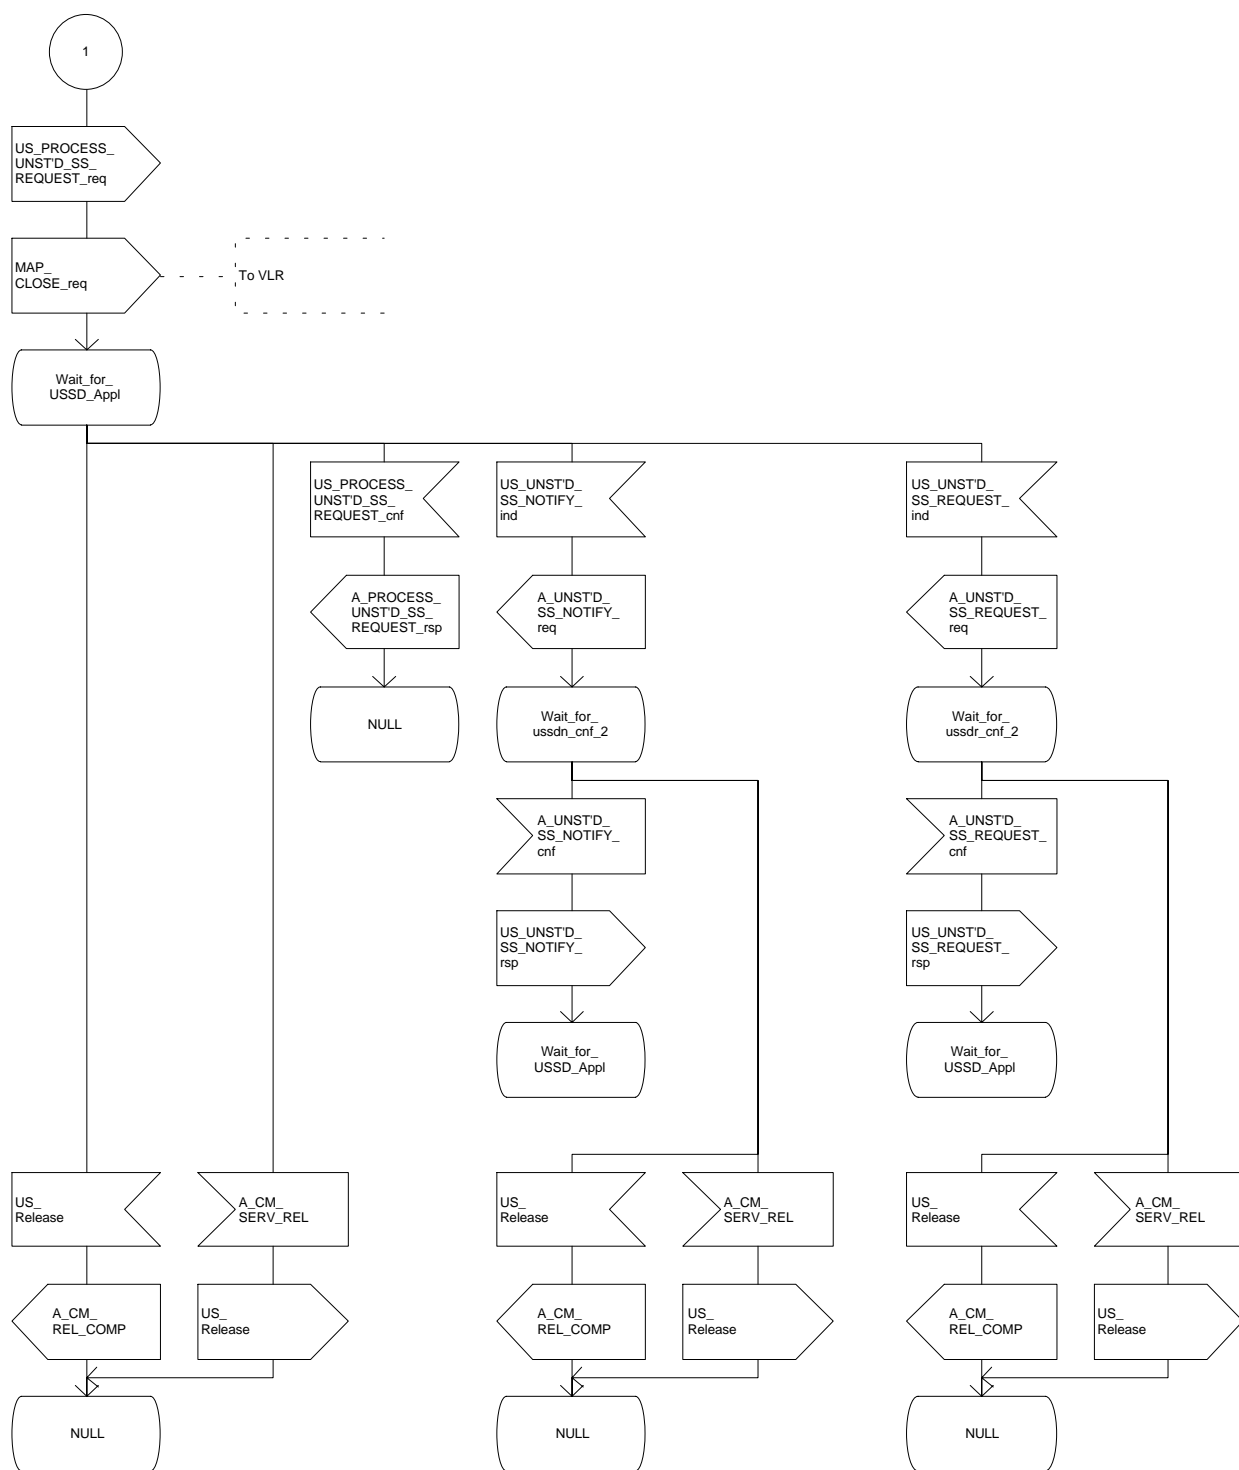 1
US_PROCESS_
UNST'D_SS_
REQUEST_req
MAP_
CLOSE_req
To VLR
Wait_for_
USSD_Appl
US_PROCESS_
UNST'D_SS_
REQUEST_cnf
US_UNST'D_
SS_NOTIFY_
ind
US_UNST'D_
SS_REQUEST_
ind
A_PROCESS_
UNST'D_SS_
REQUEST_rsp
A_UNST'D_
SS_NOTIFY_
req
A_UNST'D_
SS_REQUEST_
req
NULL
Wait_for_
ussdn_cnf_2
Wait_for_
ussdr_cnf_2
A_UNST'D_
SS_NOTIFY_
cnf
A_UNST'D_
SS_REQUEST_
cnf
US_UNST'D_
SS_NOTIFY_
rsp
US_UNST'D_
SS_REQUEST_
rsp
Wait_for_
USSD_Appl
Wait_for_
USSD_Appl
US_
Release
A_CM_
SERV_REL
US_
Release
A_CM_
SERV_REL
US_
Release
A_CM_
SERV_REL
A_CM_
REL_COMP
US_
Release
A_CM_
REL_COMP
US_
Release
A_CM_
REL_COMP
US_
Release
NULL
NULL
NULL